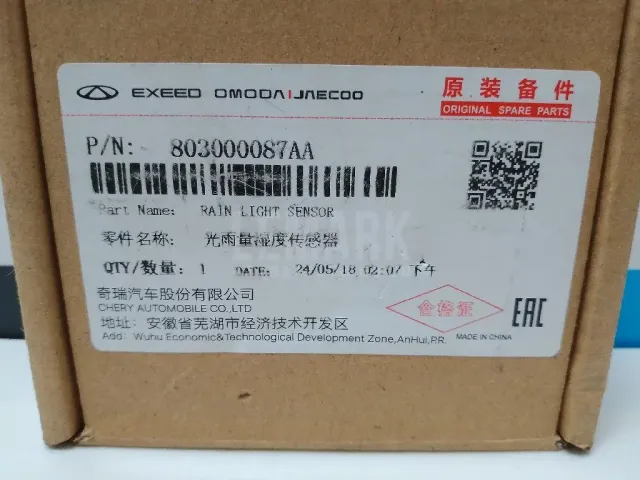 EXEED OMODA|JAECOO
原装备件
ORIGINAL SPARE PARTS
P/N: 803000087AA
Part Name: RAIN LIGHT SENSOR
零件名称: 光雨量湿度传感器
QTY/数量: 1 DATE: 24/05/18 02:07 下午
奇瑞汽车股份有限公司
CHERY AUTOMOBILE CO.,LTD
地址: 安徽省芜湖市经济技术开发区
Add: Wuhu Economic&Technological Development Zone,AnHui,P.R.
合格证
MADE IN CHINA
EAC